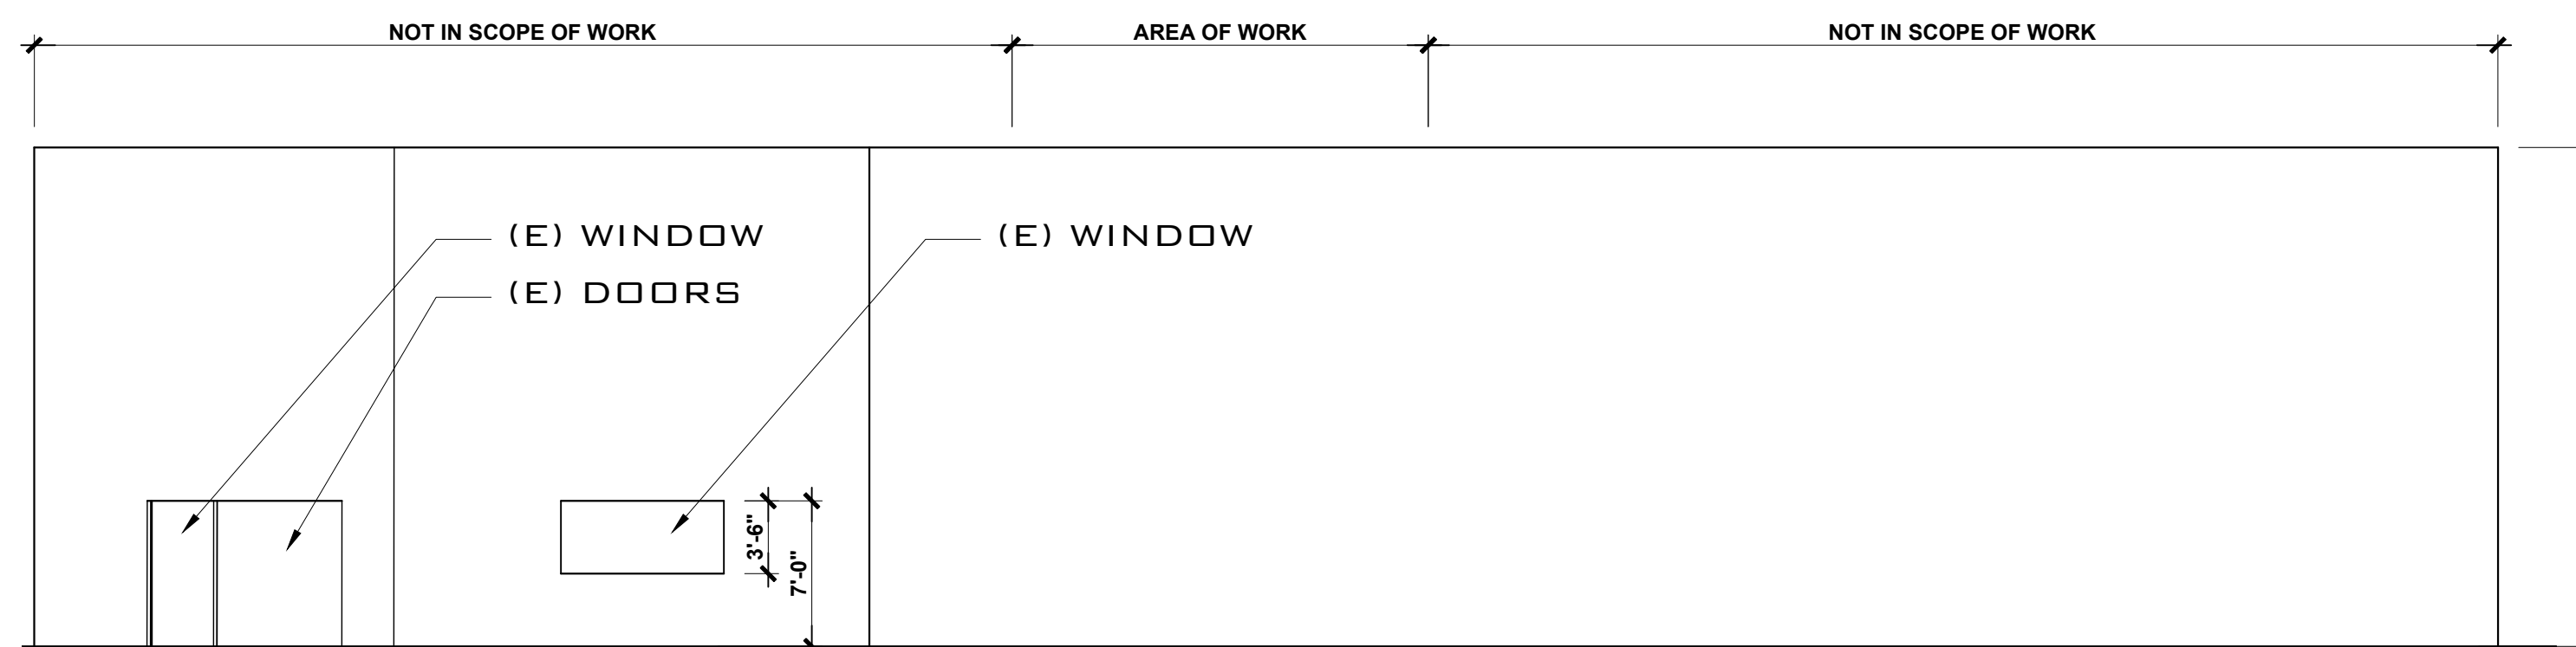 NOT IN SCOPE OF WORK
AREA OF WORK
NOT IN SCOPE OF WORK
(E) WINDOW
(E) WINDOW
(E) DOORS
3'-6"
7'-0"